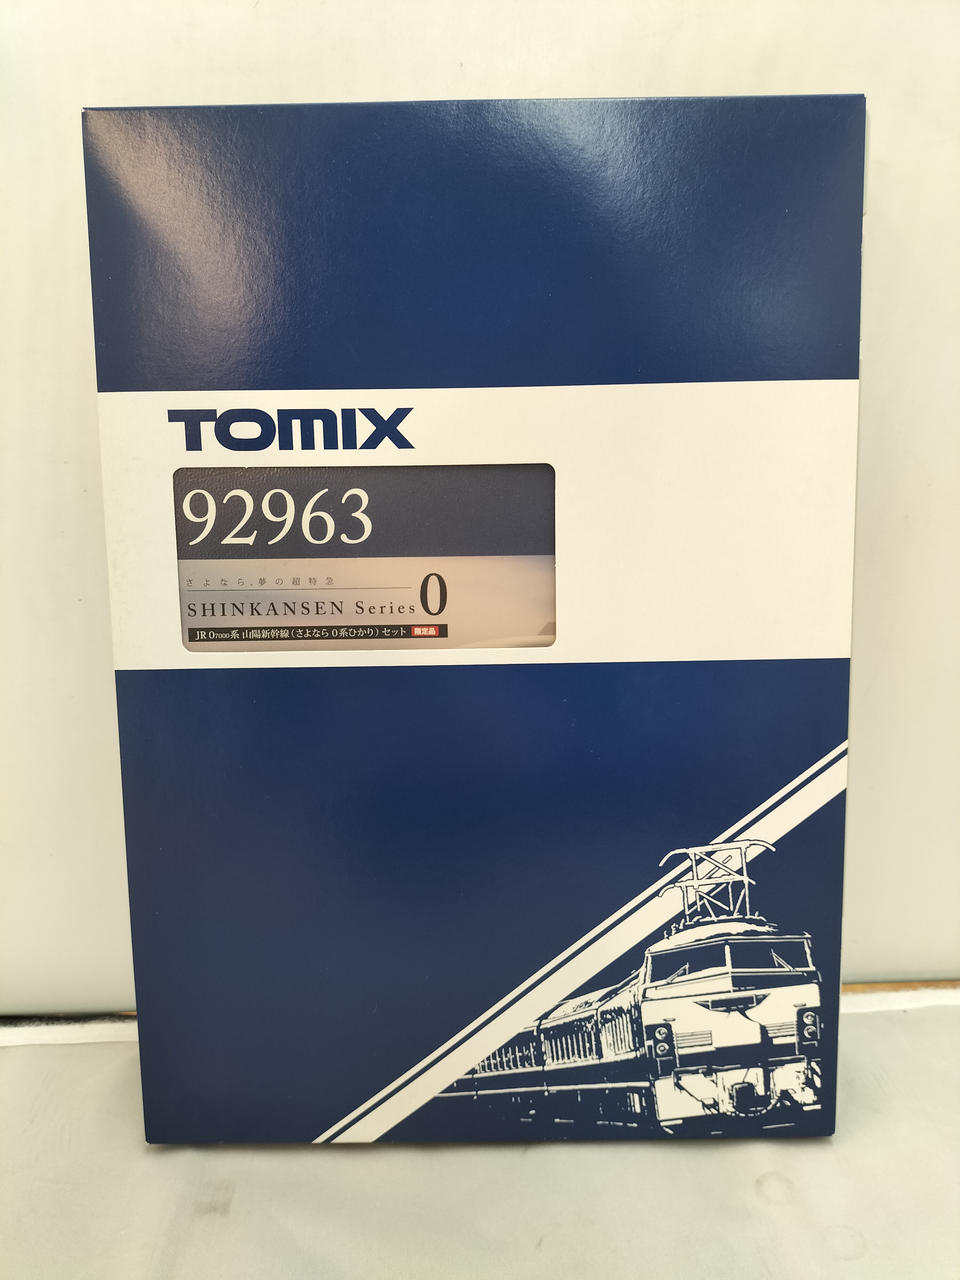 TOMIX
92963
さよなら、夢の超特急
SHINKANSEN Series 0
JR 0 7000系 山陽新幹線(さよなら0系ひかり)セット 限定品